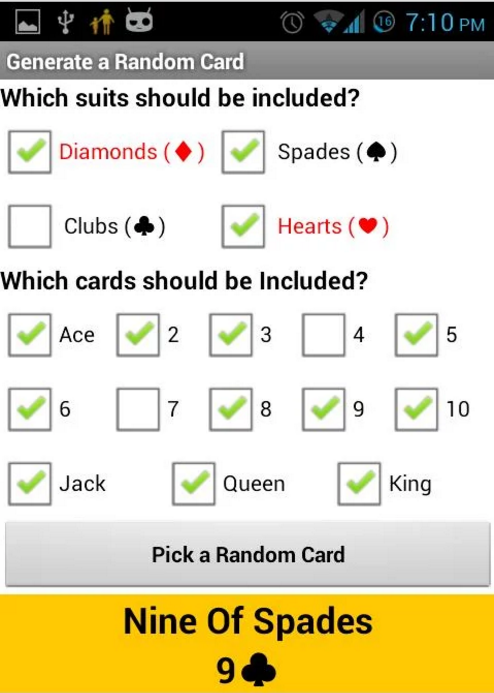 16 7:10 PM
Generate a Random Card
Which suits should be included?
Diamonds (♦) Spades (♠)
Clubs (♣) Hearts (♥)
Which cards should be Included?
Ace 2 3 4 5
6 7 8 9 10
Jack Queen King
Pick a Random Card
Nine Of Spades
9♣